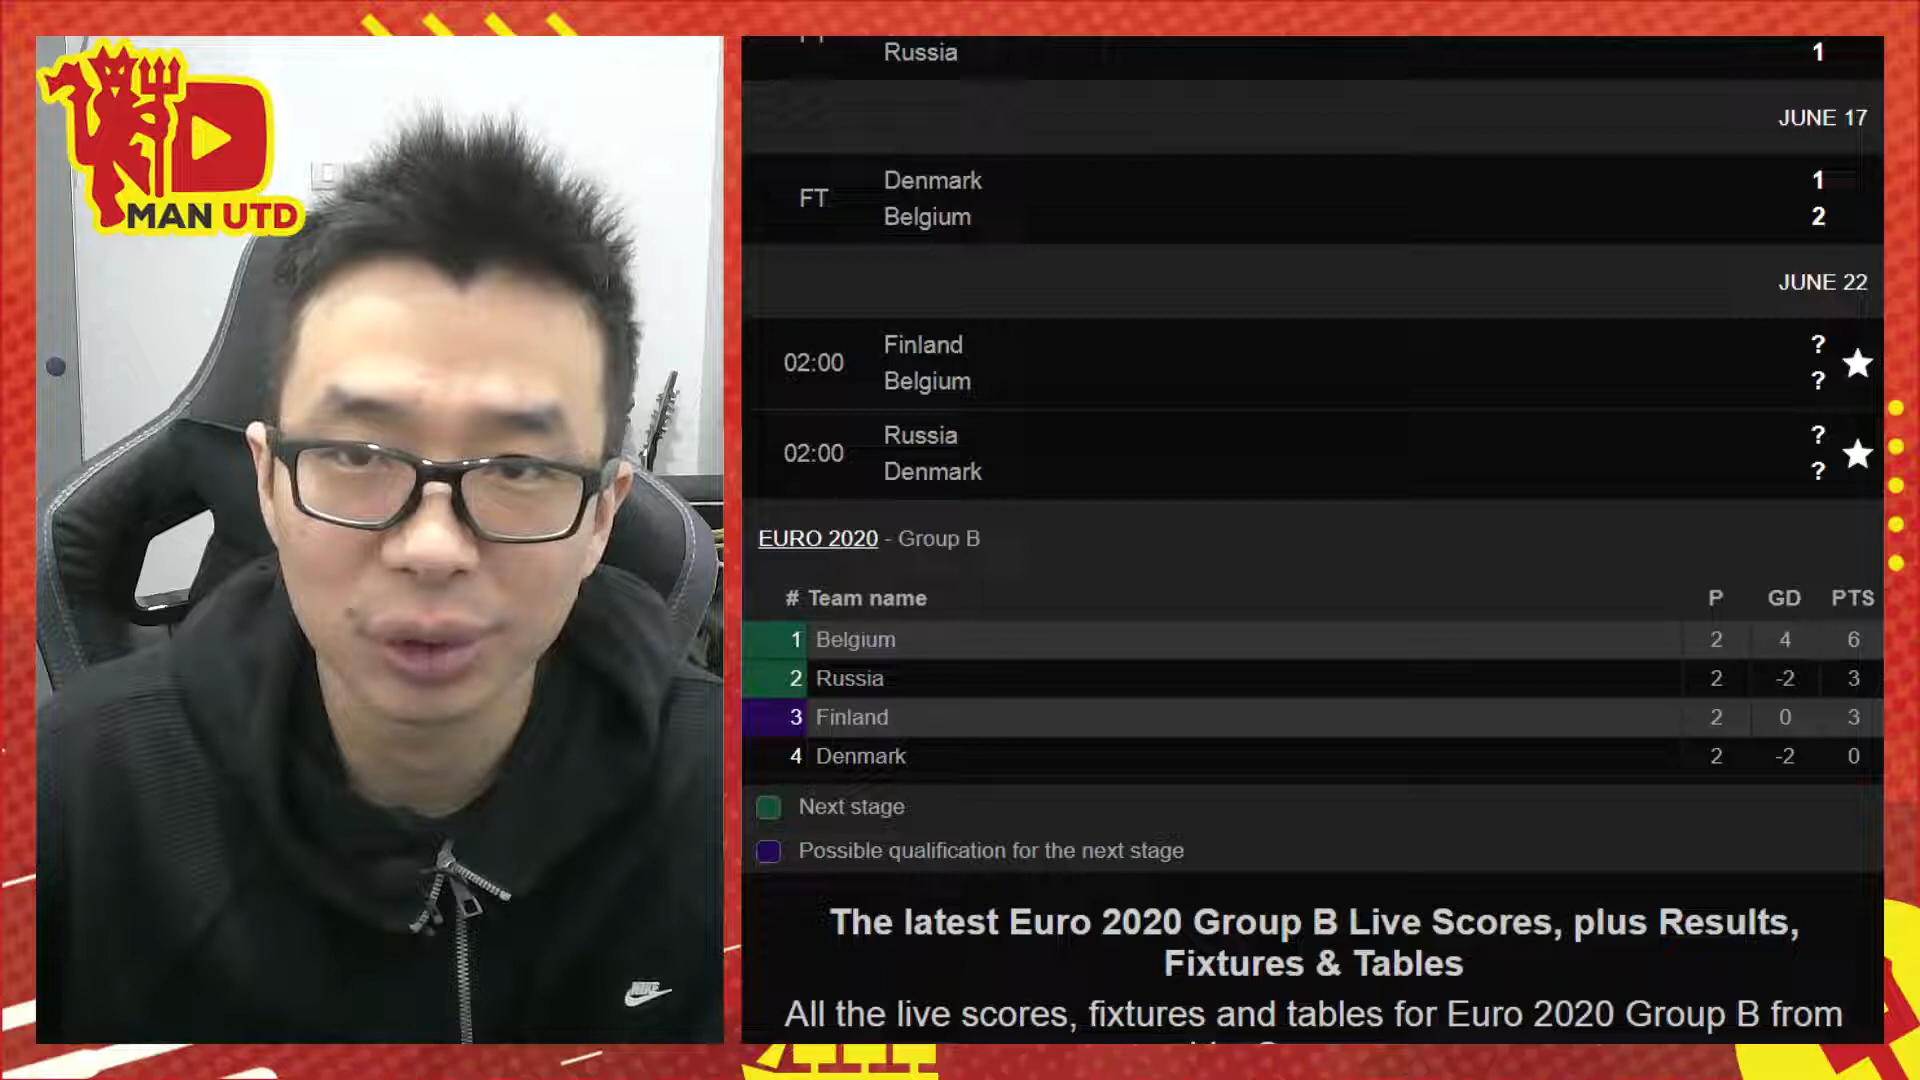 MAN UTD
Russia 1
JUNE 17
FT Denmark 1
Belgium 2
JUNE 22
02:00 Finland ?
Belgium ?
02:00 Russia ?
Denmark ?
EURO 2020 - Group B
# Team name P GD PTS
1 Belgium 2 4 6
2 Russia 2 -2 3
3 Finland 2 0 3
4 Denmark 2 -2 0
Next stage
Possible qualification for the next stage
The latest Euro 2020 Group B Live Scores, plus Results,
Fixtures & Tables
All the live scores, fixtures and tables for Euro 2020 Group B from
NIKE